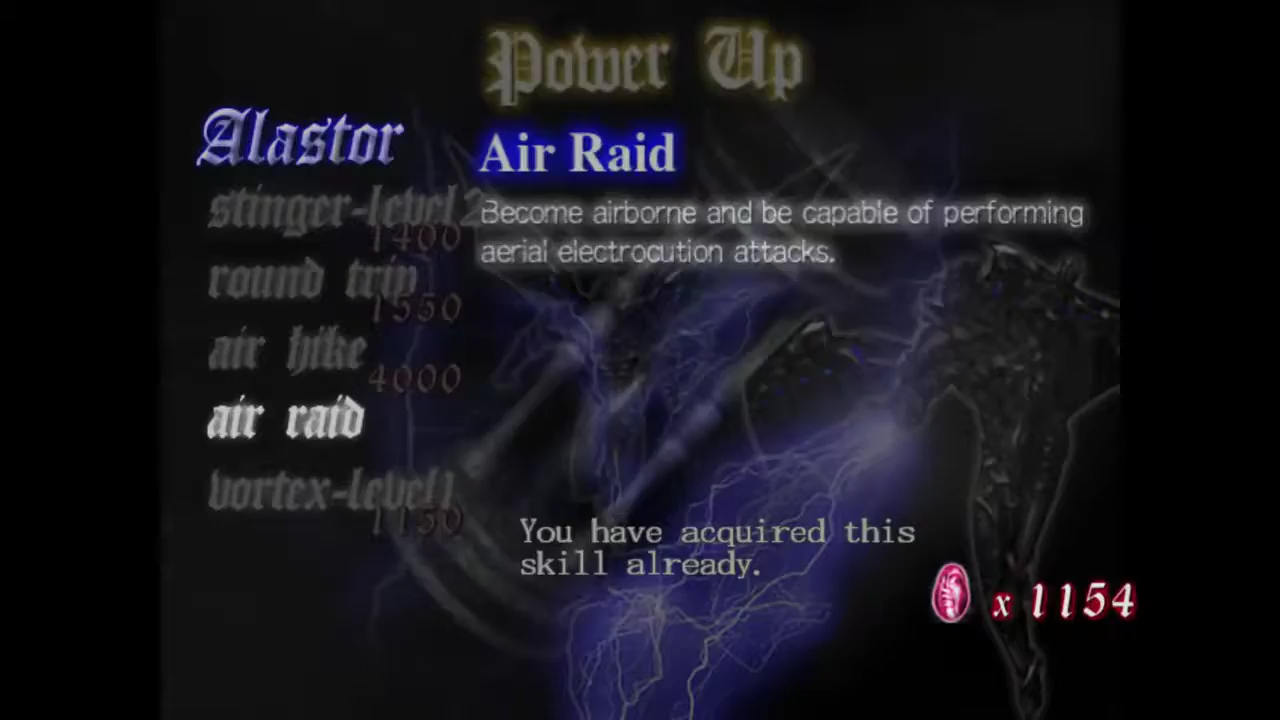 Power Up
Alastor
Air Raid
stinger-level2
1400
Become airborne and be capable of performing
aerial electrocution attacks.
round trip
1550
air hike
4000
air raid
vortex-level1
1150
You have acquired this
skill already.
x 1154